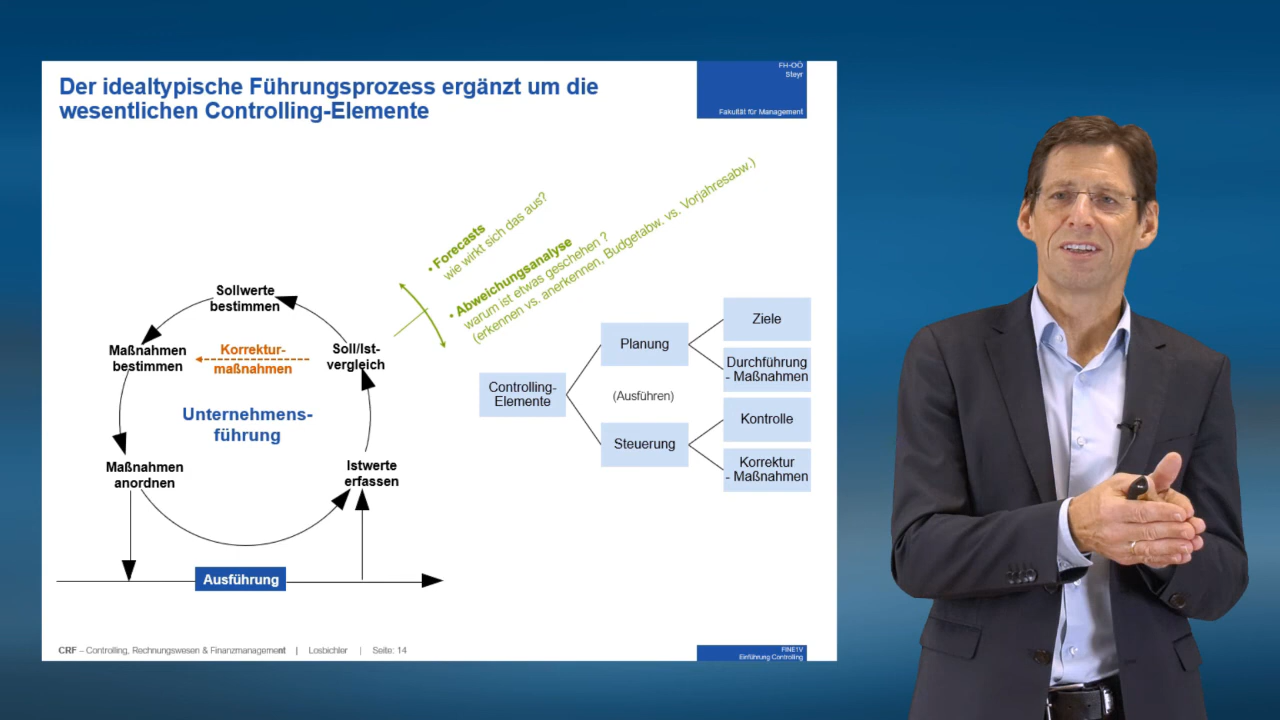 Der idealtypische Führungsprozess ergänzt um die
wesentlichen Controlling-Elemente
FH-OÖ
Steyr
Fakultät für Management
• Forecasts
wie wirkt sich das aus?
• Abweichungsanalyse
warum ist etwas geschehen ?
(erkennen vs. anerkennen, Budgetabw. vs. Vorjahresabw.)
Sollwerte
bestimmen
Maßnahmen
bestimmen
Korrektur-
maßnahmen
Soll/Ist-
vergleich
Unternehmens-
führung
Maßnahmen
anordnen
Istwerte
erfassen
Ausführung
Controlling-
Elemente
Planung
(Ausführen)
Steuerung
Ziele
Durchführung
- Maßnahmen
Kontrolle
Korrektur
- Maßnahmen
CRF – Controlling, Rechnungswesen & Finanzmanagement | Losbichler | Seite: 14
FINE1V
Einführung Controlling